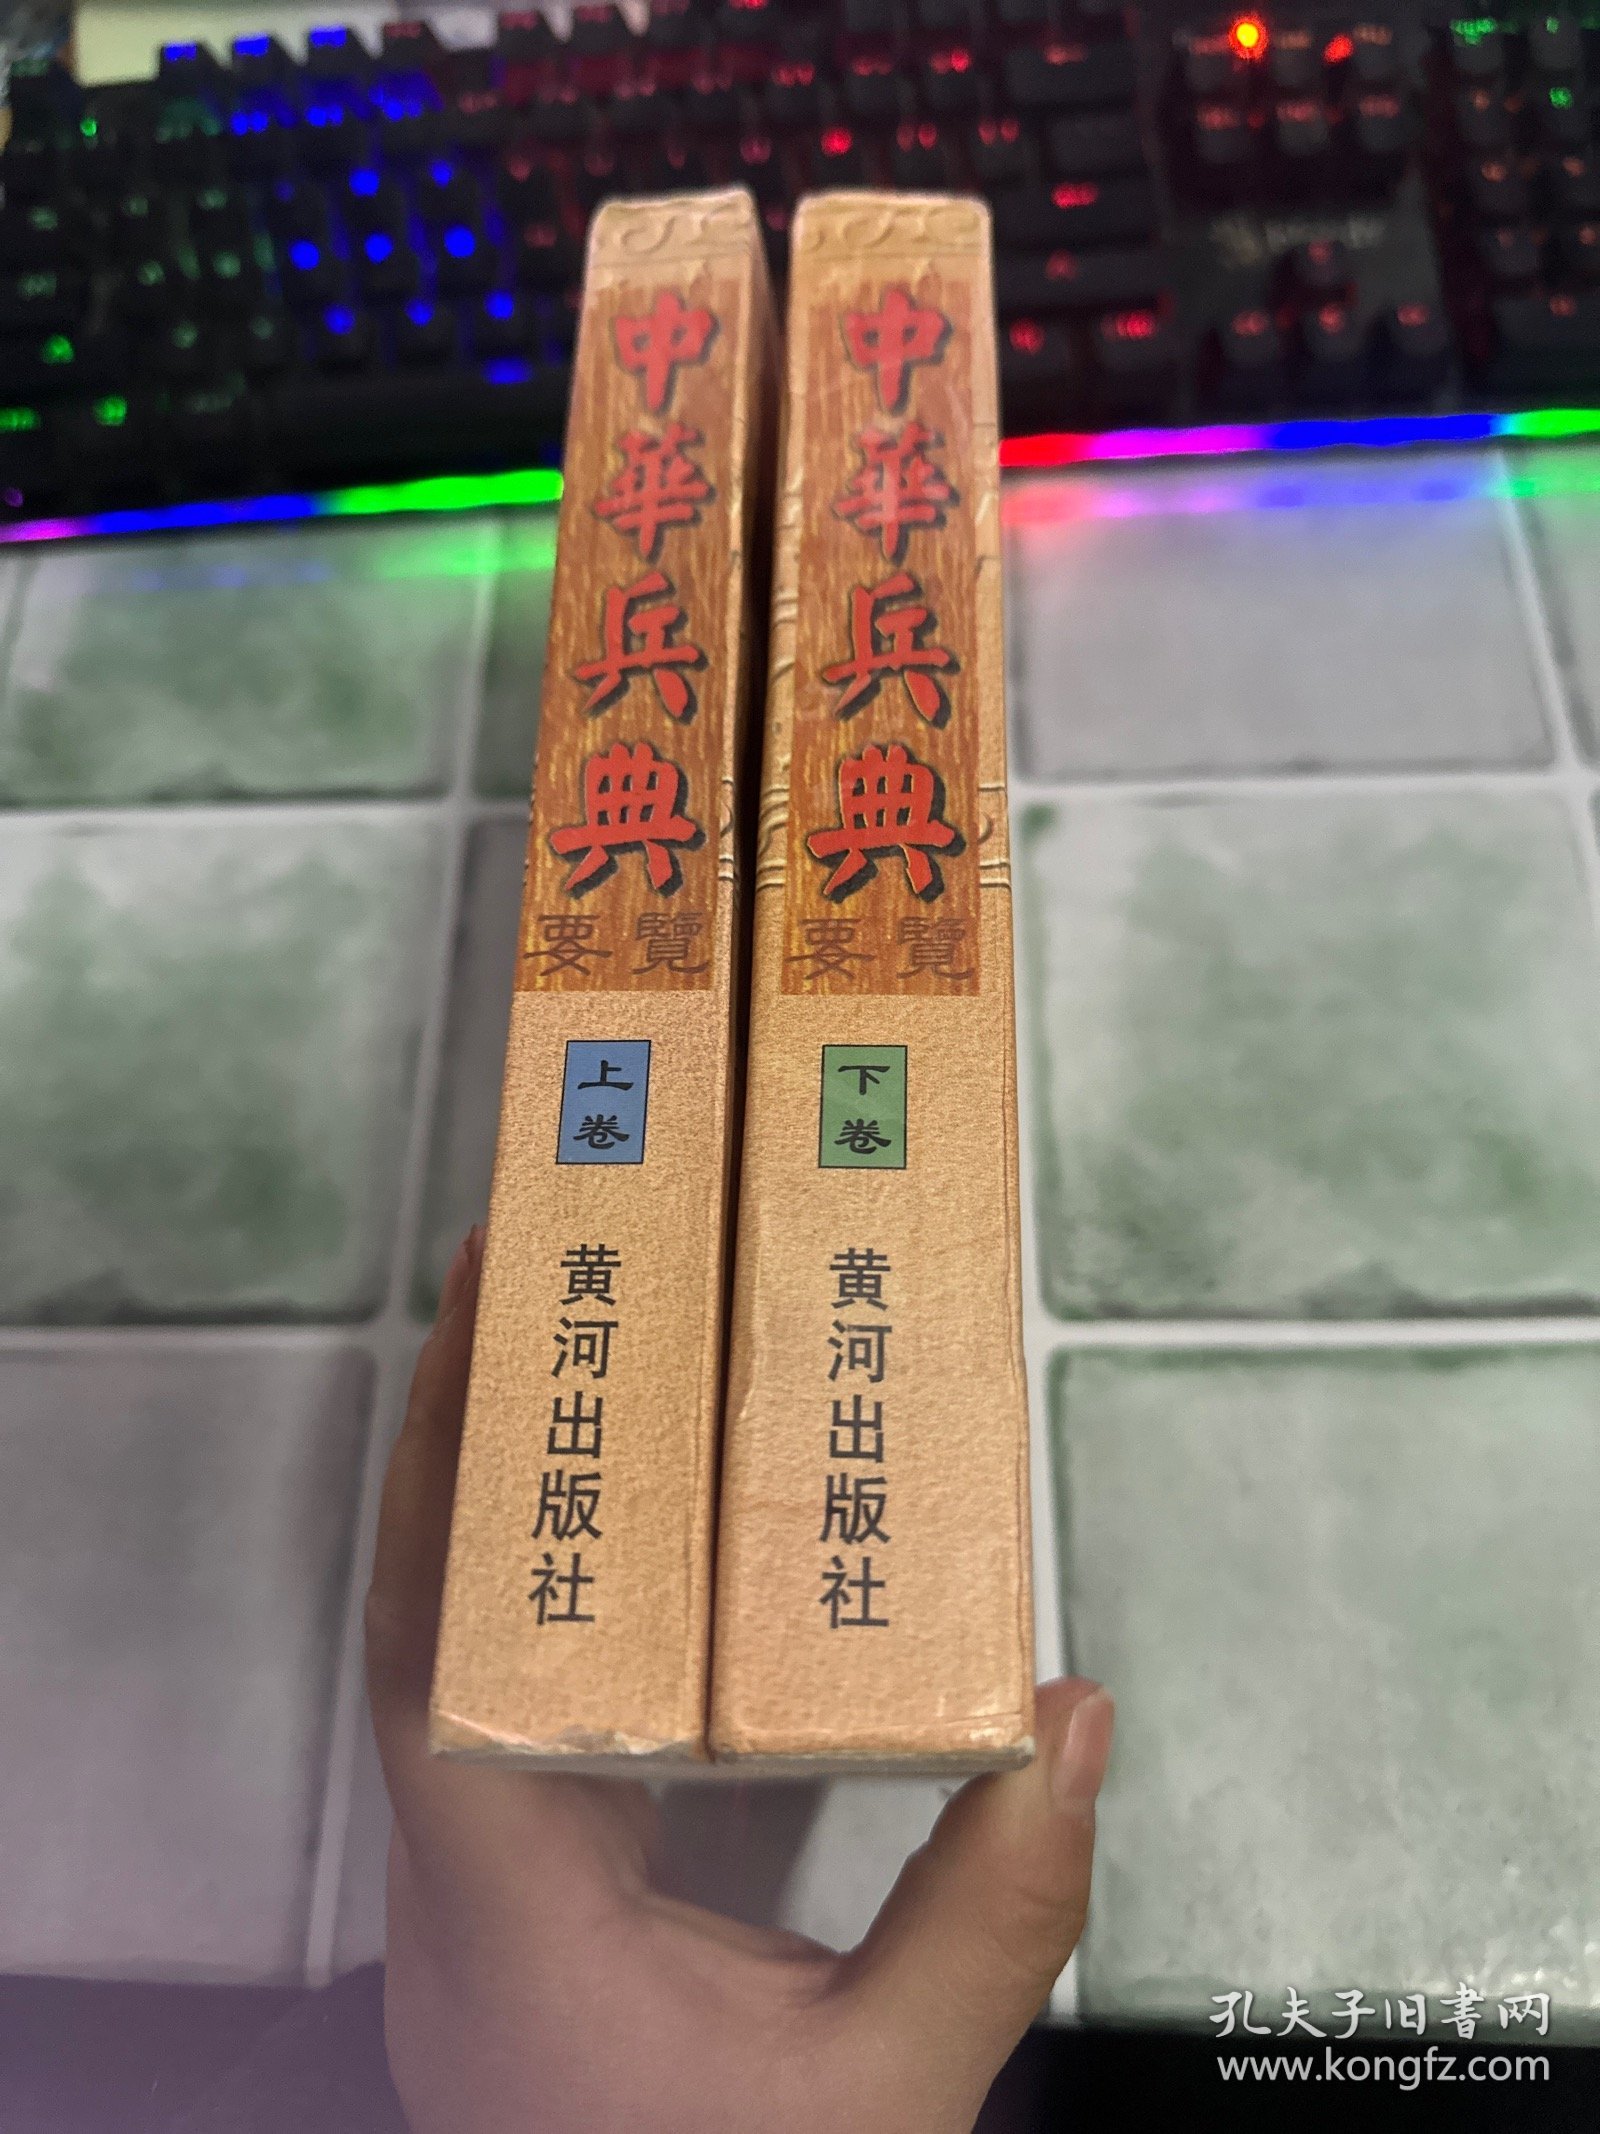 中華兵典
要覽
上卷
黄河出版社
中華兵典
要覽
下卷
黄河出版社
孔夫子旧書网
www.kongfz.com